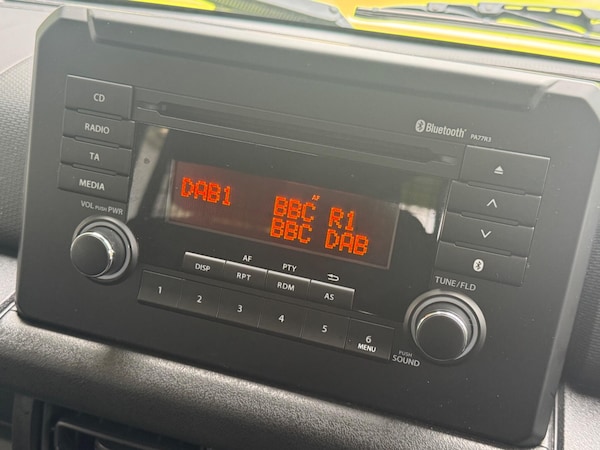 CD
Bluetooth®
PA77R3
RADIO
TA
MEDIA
DAB1
BBC R1
BBC DAB
VOL PUSH PWR
TUNE/FLD
AF
PTY
DISP
RPT
RDM
AS
1
2
3
4
5
6
MENU
PUSH
SOUND